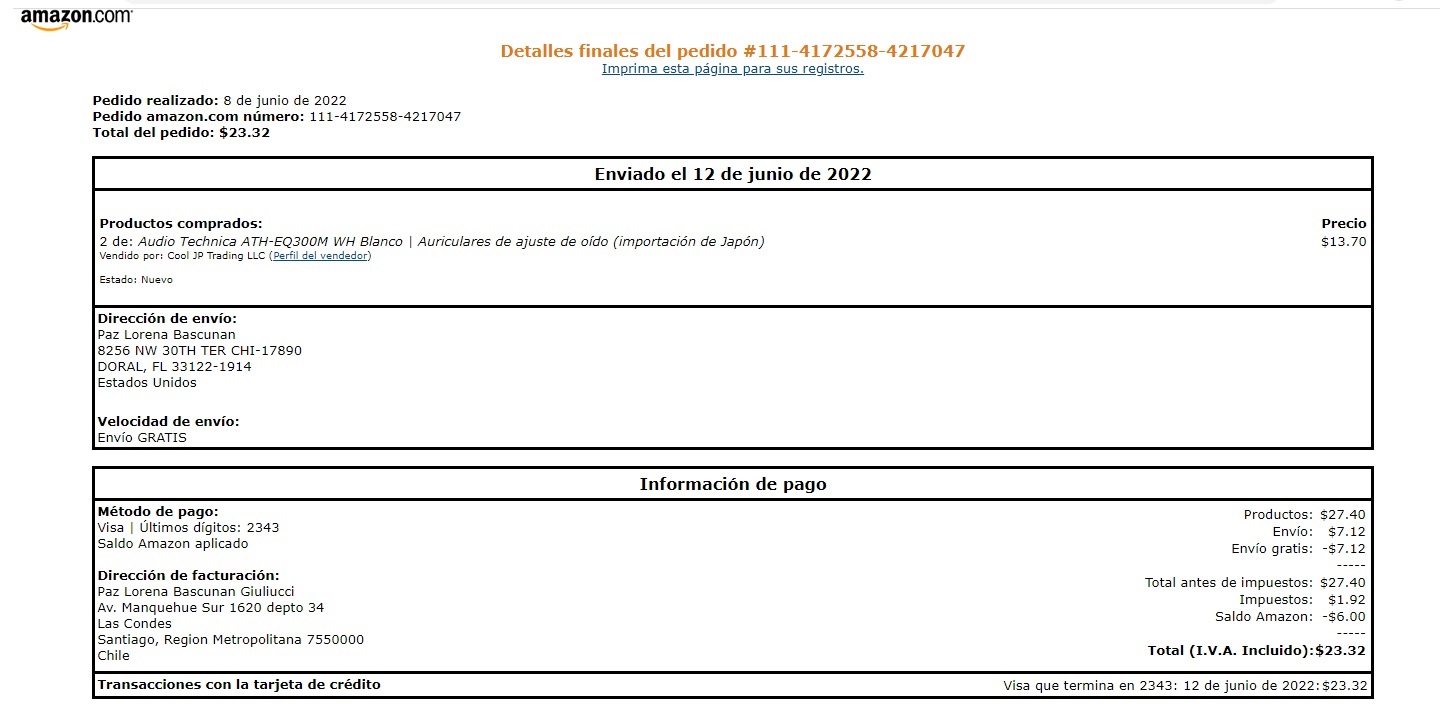 amazon.com
Detalles finales del pedido #111-4172558-4217047
Imprima esta página para sus registros.
Pedido realizado: 8 de junio de 2022
Pedido amazon.com número: 111-4172558-4217047
Total del pedido: $23.32
Enviado el 12 de junio de 2022
Productos comprados: Precio
2 de: Audio Technica ATH-EQ300M WH Blanco | Auriculares de ajuste de oído (importación de Japón) $13.70
Vendido por: Cool JP Trading LLC (Perfil del vendedor)
Estado: Nuevo
Dirección de envío:
Paz Lorena Bascunan
8256 NW 30TH TER CHI-17890
DORAL, FL 33122-1914
Estados Unidos
Velocidad de envío:
Envío GRATIS
Información de pago
Método de pago:
Visa | Últimos dígitos: 2343
Saldo Amazon aplicado
Dirección de facturación:
Paz Lorena Bascunan Giuliucci
Av. Manquehue Sur 1620 depto 34
Las Condes
Santiago, Region Metropolitana 7550000
Chile
Productos: $27.40
Envío: $7.12
Envío gratis: -$7.12
-----
Total antes de impuestos: $27.40
Impuestos: $1.92
Saldo Amazon: -$6.00
-----
Total (I.V.A. Incluido): $23.32
Transacciones con la tarjeta de crédito Visa que termina en 2343: 12 de junio de 2022: $23.32